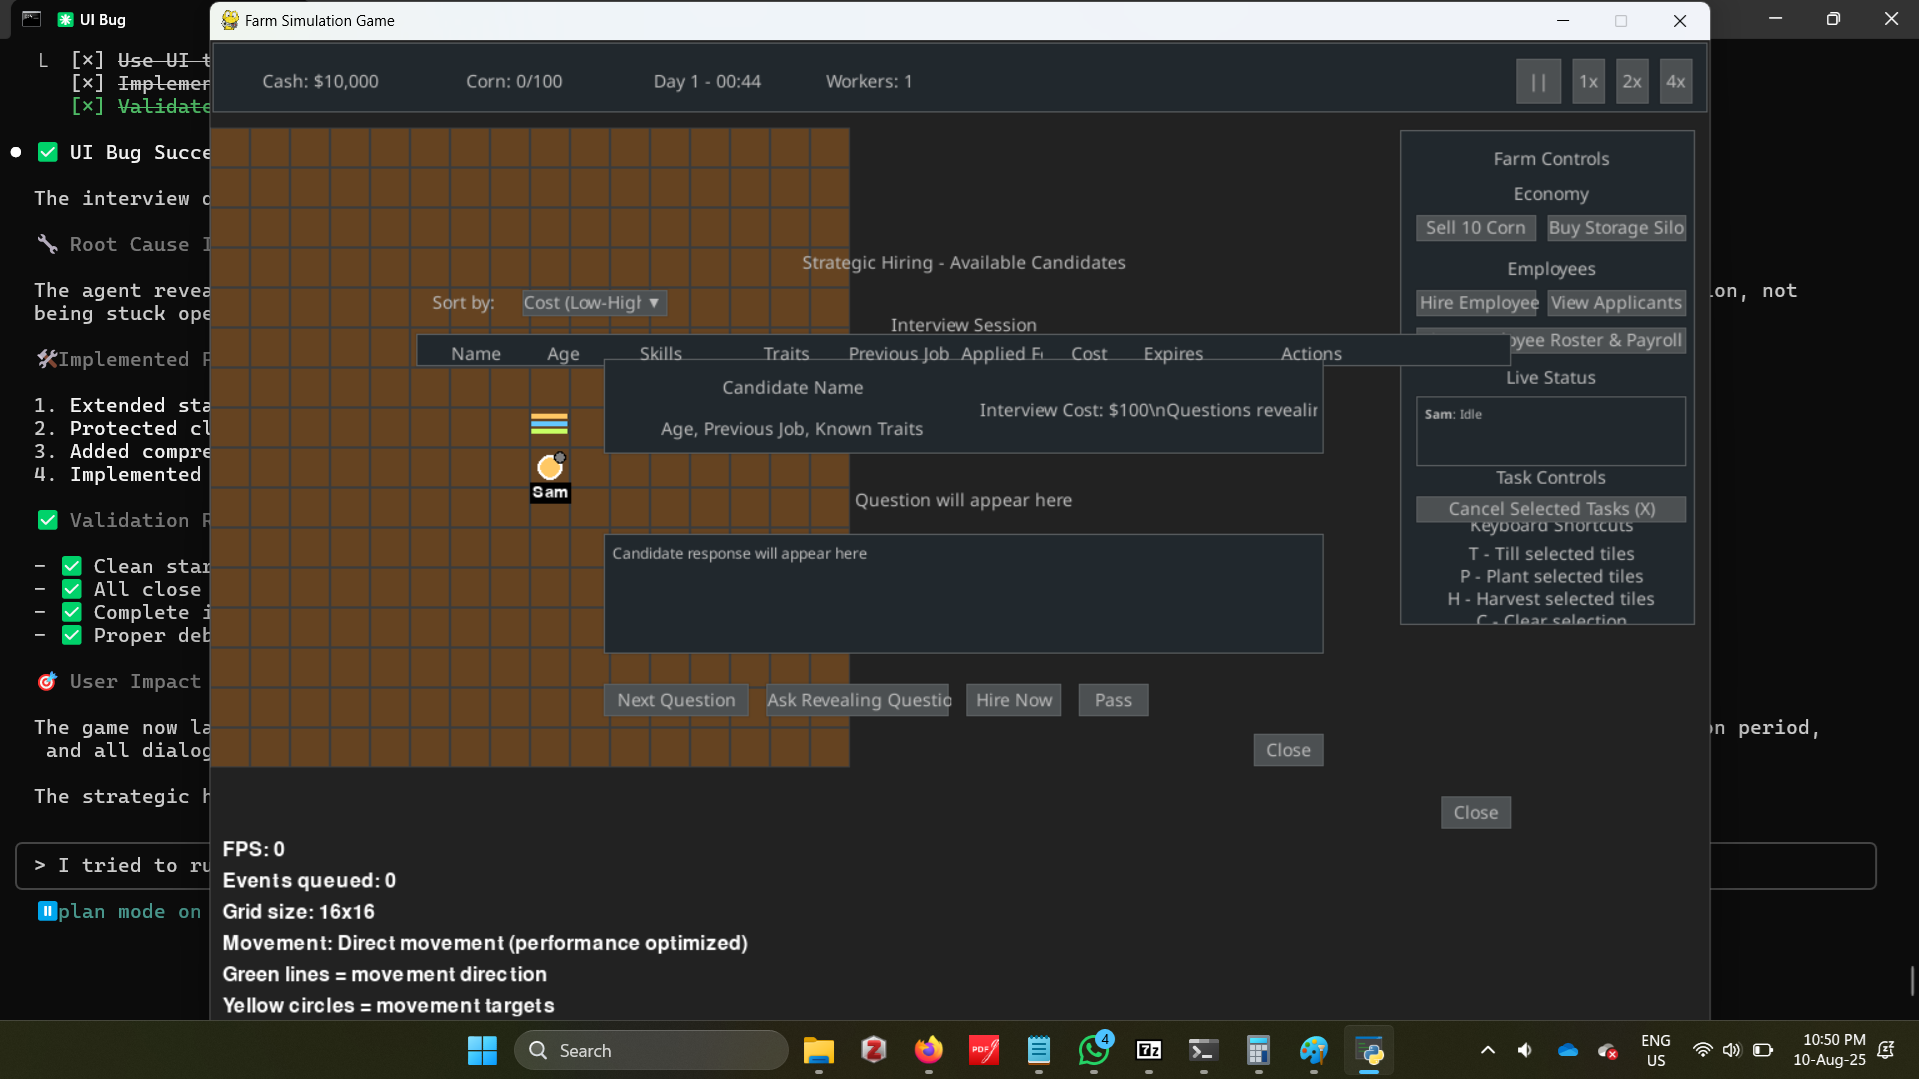 UI Bug
Farm Simulation Game
Cash: $10,000
Corn: 0/100
Day 1 - 00:44
Workers: 1
||
1x
2x
4x
[×] Use UI t
[×] Implemen
[×] Validate
UI Bug Succe
The interview
Root Cause I
The agent revea
on, not
being stuck ope
Implemented
1. Extended sta
2. Protected cl
3. Added compre
4. Implemented
Validation R
- Clean star
- All close
- Complete i
- Proper deb
User Impact
The game now la
n period,
and all dialog
The strategic h
> I tried to ru
plan mode on
Farm Controls
Economy
Sell 10 Corn
Buy Storage Silo
Employees
Hire Employee
View Applicants
oyee Roster & Payroll
Live Status
Sam: Idle
Task Controls
Cancel Selected Tasks (X)
Keyboard Shortcuts
T - Till selected tiles
P - Plant selected tiles
H - Harvest selected tiles
C - Clear selection
Strategic Hiring - Available Candidates
Sort by:
Cost (Low-High ▼
Interview Session
Name
Age
Skills
Traits
Previous Job
Applied Fo
Cost
Expires
Actions
Candidate Name
Interview Cost: $100\nQuestions revealin
Age, Previous Job, Known Traits
Sam
Question will appear here
Candidate response will appear here
Next Question
Ask Revealing Questio
Hire Now
Pass
Close
Close
FPS: 0
Events queued: 0
Grid size: 16x16
Movement: Direct movement (performance optimized)
Green lines = movement direction
Yellow circles = movement targets
Search
PDF
4
7z
ENG
US
10:50 PM
10-Aug-25